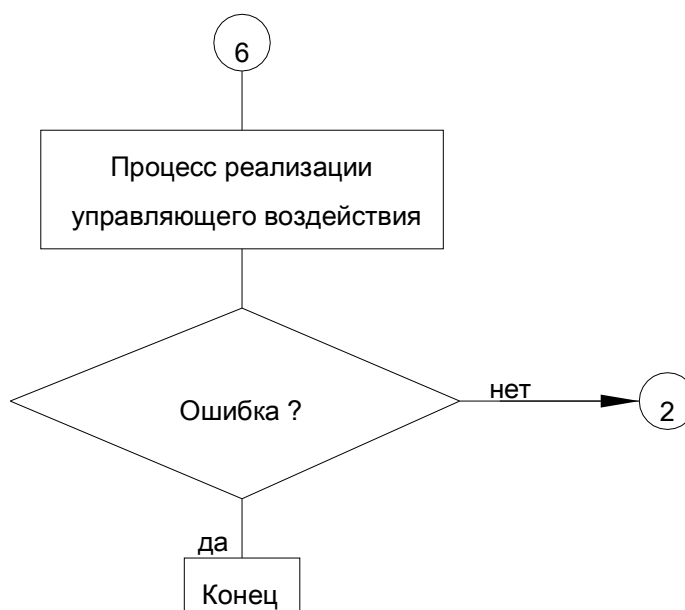 6
Процесс реализации
управляющего воздействия
Ошибка ?
нет
2
да
Конец